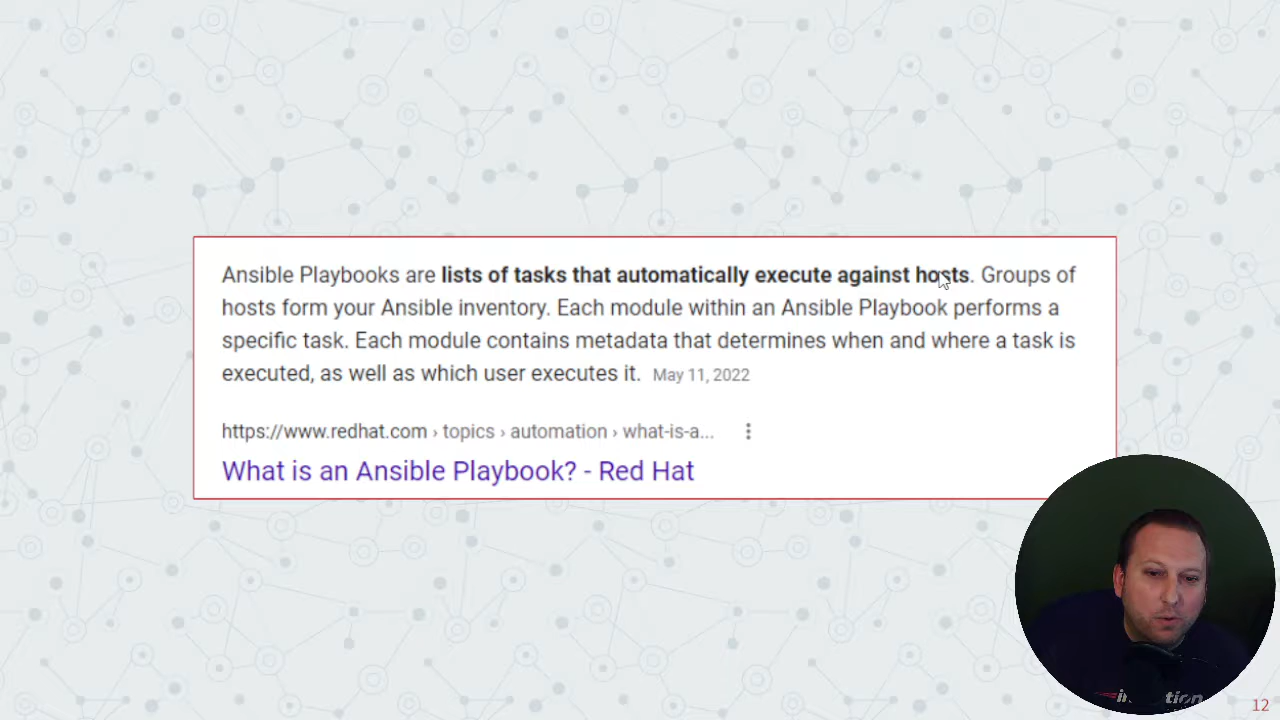 Ansible Playbooks are lists of tasks that automatically execute against hosts. Groups of
hosts form your Ansible inventory. Each module within an Ansible Playbook performs a
specific task. Each module contains metadata that determines when and where a task is
executed, as well as which user executes it. May 11, 2022
https://www.redhat.com › topics › automation › what-is-a...
What is an Ansible Playbook? - Red Hat
12